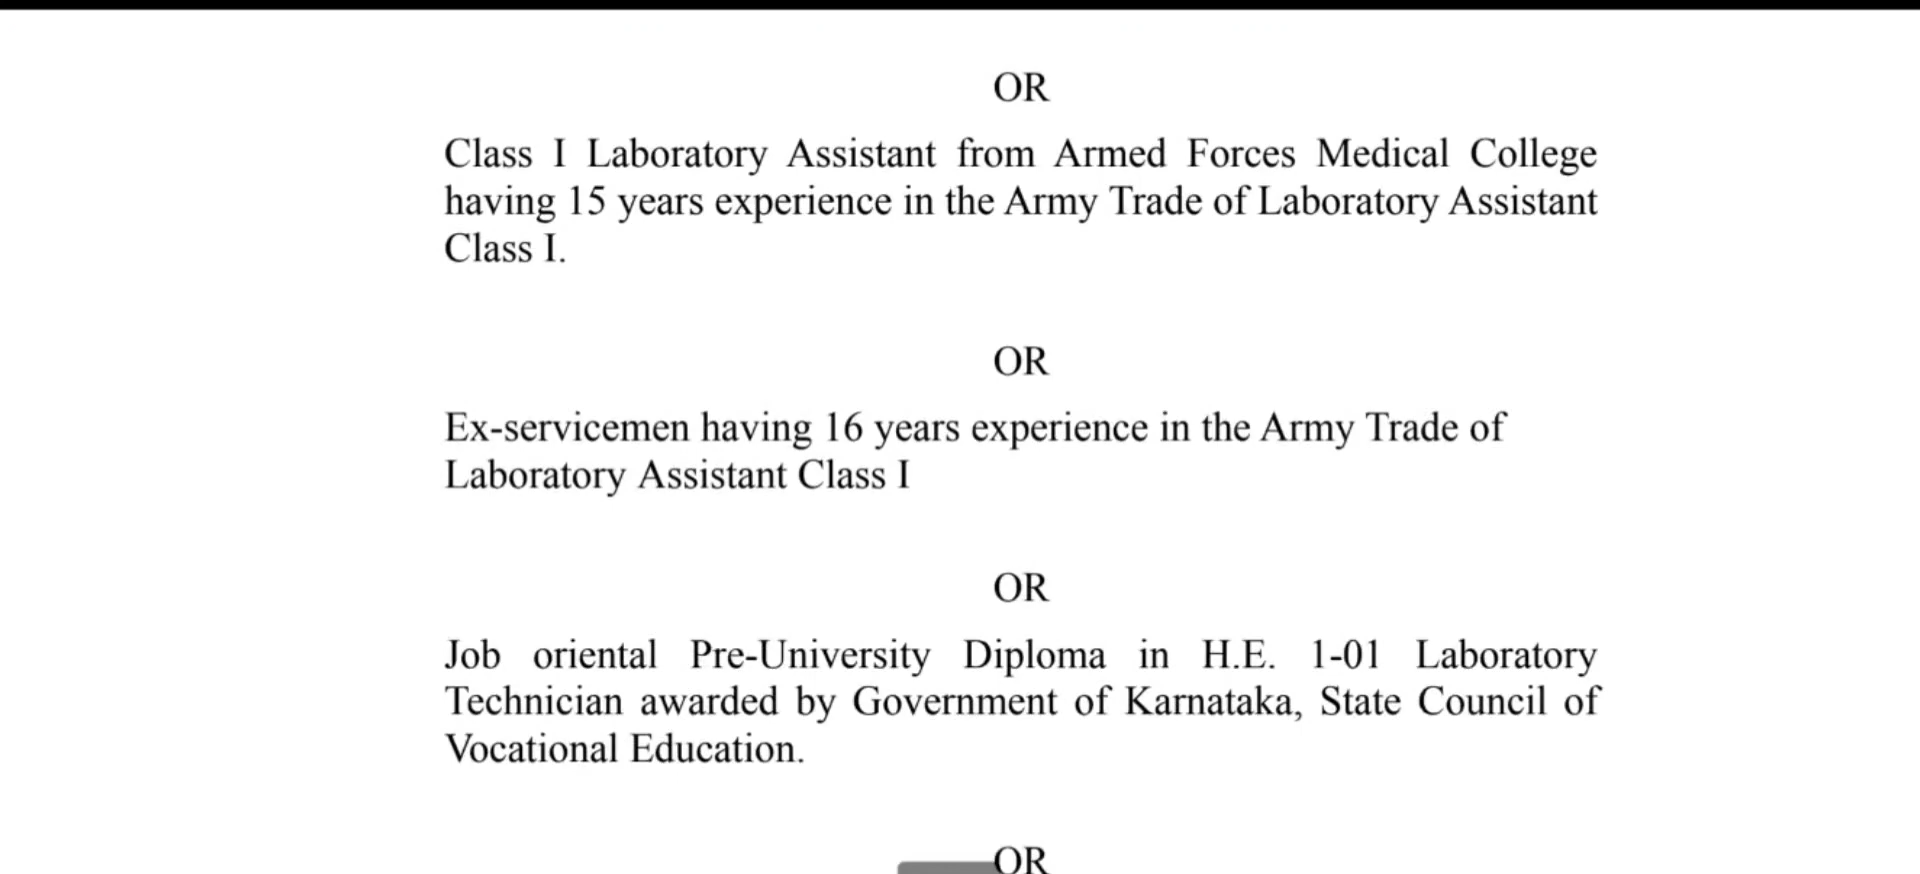 OR
Class I Laboratory Assistant from Armed Forces Medical College
having 15 years experience in the Army Trade of Laboratory Assistant
Class I.
OR
Ex-servicemen having 16 years experience in the Army Trade of
Laboratory Assistant Class I
OR
Job oriental Pre-University Diploma in H.E. 1-01 Laboratory
Technician awarded by Government of Karnataka, State Council of
Vocational Education.
OR